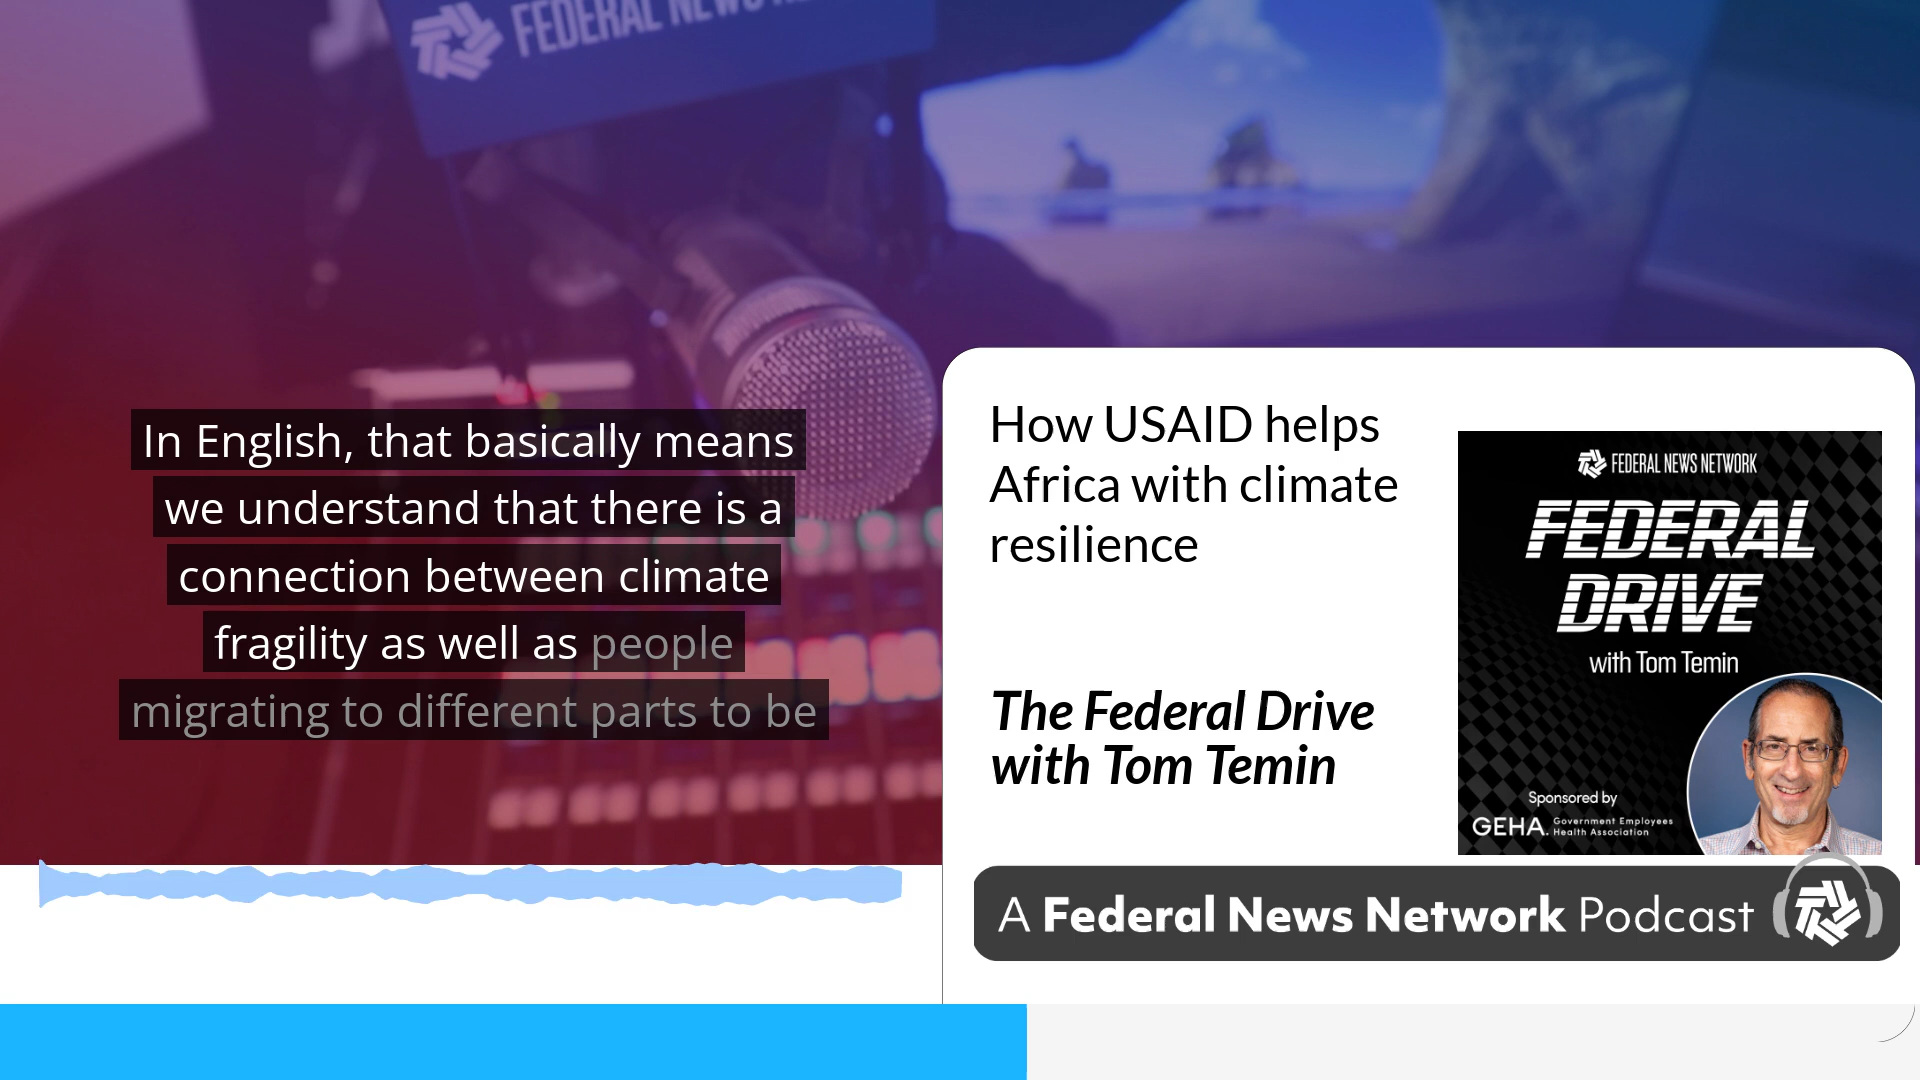 FEDERAL NEWS
In English, that basically means
we understand that there is a
connection between climate
fragility as well as people
migrating to different parts to be
How USAID helps
Africa with climate
resilience
The Federal Drive
with Tom Temin
FEDERAL NEWS NETWORK
FEDERAL
DRIVE
with Tom Temin
Sponsored by
GEHA. Government Employees
Health Association
A Federal News Network Podcast